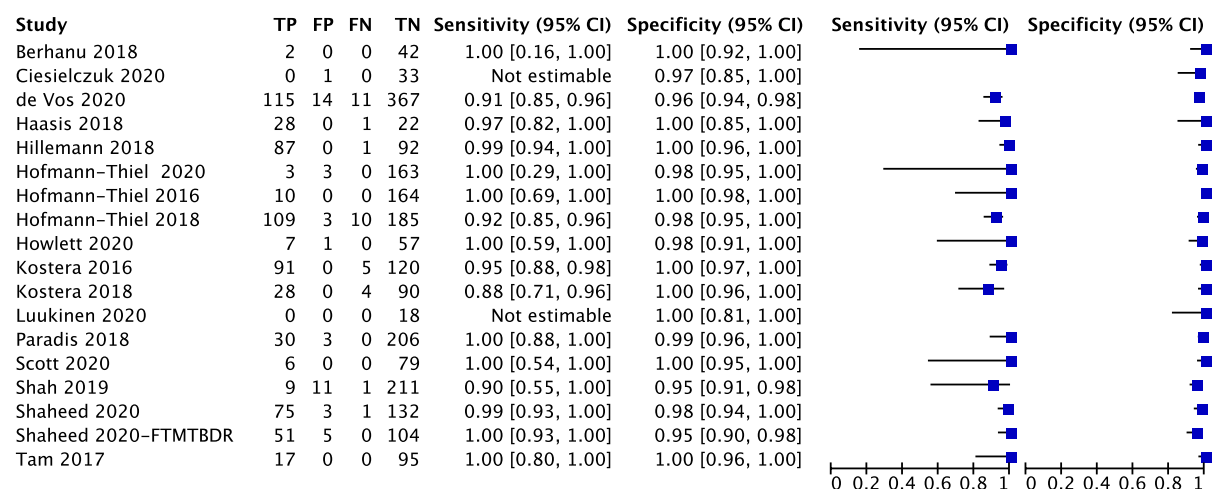 Study TP FP FN TN Sensitivity (95% CI) Specificity (95% CI) Sensitivity (95% CI) Specificity (95% CI)
Berhanu 2018 2 0 0 42 1.00 [0.16, 1.00] 1.00 [0.92, 1.00]
Ciesielczuk 2020 0 1 0 33 Not estimable 0.97 [0.85, 1.00]
de Vos 2020 115 14 11 367 0.91 [0.85, 0.96] 0.96 [0.94, 0.98]
Haasis 2018 28 0 1 22 0.97 [0.82, 1.00] 1.00 [0.85, 1.00]
Hillemann 2018 87 0 1 92 0.99 [0.94, 1.00] 1.00 [0.96, 1.00]
Hofmann-Thiel 2020 3 3 0 163 1.00 [0.29, 1.00] 0.98 [0.95, 1.00]
Hofmann-Thiel 2016 10 0 0 164 1.00 [0.69, 1.00] 1.00 [0.98, 1.00]
Hofmann-Thiel 2018 109 3 10 185 0.92 [0.85, 0.96] 0.98 [0.95, 1.00]
Howlett 2020 7 1 0 57 1.00 [0.59, 1.00] 0.98 [0.91, 1.00]
Kostera 2016 91 0 5 120 0.95 [0.88, 0.98] 1.00 [0.97, 1.00]
Kostera 2018 28 0 4 90 0.88 [0.71, 0.96] 1.00 [0.96, 1.00]
Luukinen 2020 0 0 0 18 Not estimable 1.00 [0.81, 1.00]
Paradis 2018 30 3 0 206 1.00 [0.88, 1.00] 0.99 [0.96, 1.00]
Scott 2020 6 0 0 79 1.00 [0.54, 1.00] 1.00 [0.95, 1.00]
Shah 2019 9 11 1 211 0.90 [0.55, 1.00] 0.95 [0.91, 0.98]
Shaheed 2020 75 3 1 132 0.99 [0.93, 1.00] 0.98 [0.94, 1.00]
Shaheed 2020-FTMTBDR 51 5 0 104 1.00 [0.93, 1.00] 0.95 [0.90, 0.98]
Tam 2017 17 0 0 95 1.00 [0.80, 1.00] 1.00 [0.96, 1.00]
0 0.2 0.4 0.6 0.8 1 0 0.2 0.4 0.6 0.8 1